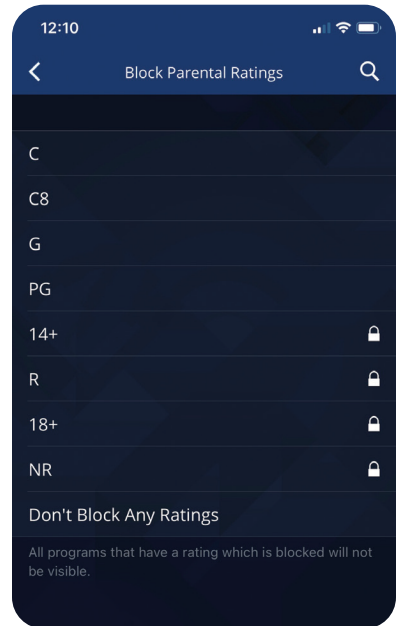 12:10
Block Parental Ratings
C
C8
G
PG
14+
R
18+
NR
Don't Block Any Ratings
All programs that have a rating which is blocked will not
be visible.